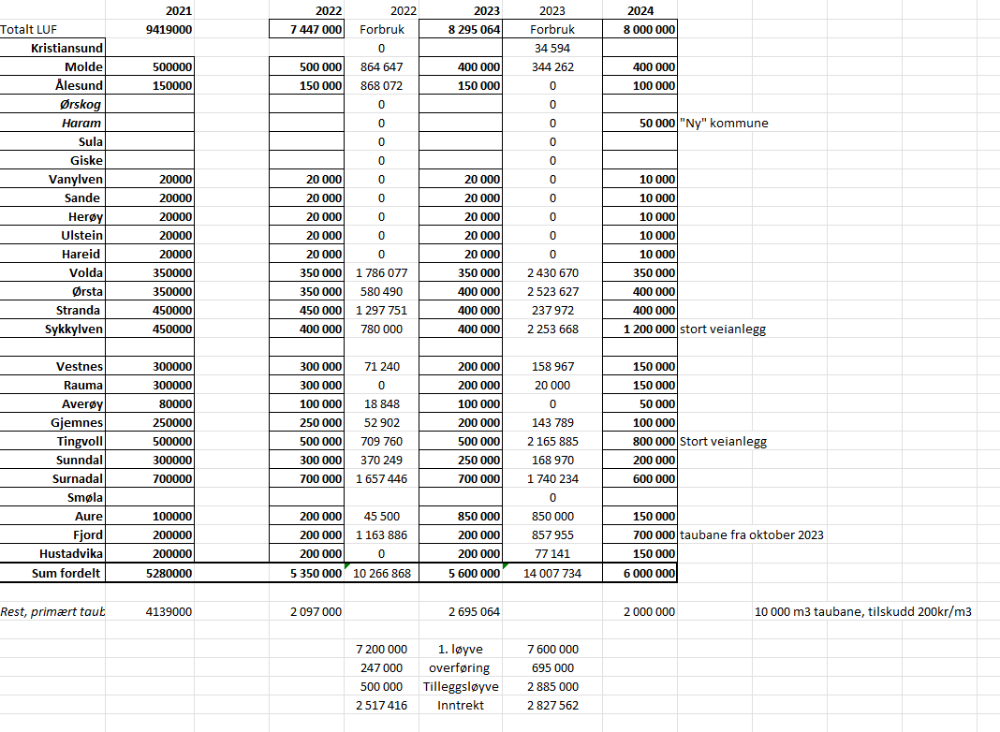 2021 2022 2022 2023 2023 2024
Totalt LUF 9419000 7 447 000 Forbruk 8 295 064 Forbruk 8 000 000
Kristiansund 0 34 594
Molde 500000 500 000 864 647 400 000 344 262 400 000
Ålesund 150000 150 000 868 072 150 000 0 100 000
Ørskog 0 0
Haram 0 0 50 000 "Ny" kommune
Sula 0 0
Giske 0 0
Vanylven 20000 20 000 0 20 000 0 10 000
Sande 20000 20 000 0 20 000 0 10 000
Herøy 20000 20 000 0 20 000 0 10 000
Ulstein 20000 20 000 0 20 000 0 10 000
Hareid 20000 20 000 0 20 000 0 10 000
Volda 350000 350 000 1 786 077 350 000 2 430 670 350 000
Ørsta 350000 350 000 580 490 400 000 2 523 627 400 000
Stranda 450000 450 000 1 297 751 400 000 237 972 400 000
Sykkylven 450000 400 000 780 000 400 000 2 253 668 1 200 000 stort veianlegg
Vestnes 300000 300 000 71 240 200 000 158 967 150 000
Rauma 300000 300 000 0 200 000 20 000 150 000
Averøy 80000 100 000 18 848 100 000 0 50 000
Gjemnes 250000 250 000 52 902 200 000 143 789 100 000
Tingvoll 500000 500 000 709 760 500 000 2 165 885 800 000 Stort veianlegg
Sunndal 300000 300 000 370 249 250 000 168 970 200 000
Surnadal 700000 700 000 1 657 446 700 000 1 740 234 600 000
Smøla 0
Aure 100000 200 000 45 500 850 000 850 000 150 000
Fjord 200000 200 000 1 163 886 200 000 857 955 700 000 taubane fra oktober 2023
Hustadvika 200000 200 000 0 200 000 77 141 150 000
Sum fordelt 5280000 5 350 000 10 266 868 5 600 000 14 007 734 6 000 000
Rest, primært taub 4139000 2 097 000 2 695 064 2 000 000 10 000 m3 taubane, tilskudd 200kr/m3
7 200 000 1. løyve 7 600 000
247 000 overføring 695 000
500 000 Tilleggsløyve 2 885 000
2 517 416 Inntrekt 2 827 562